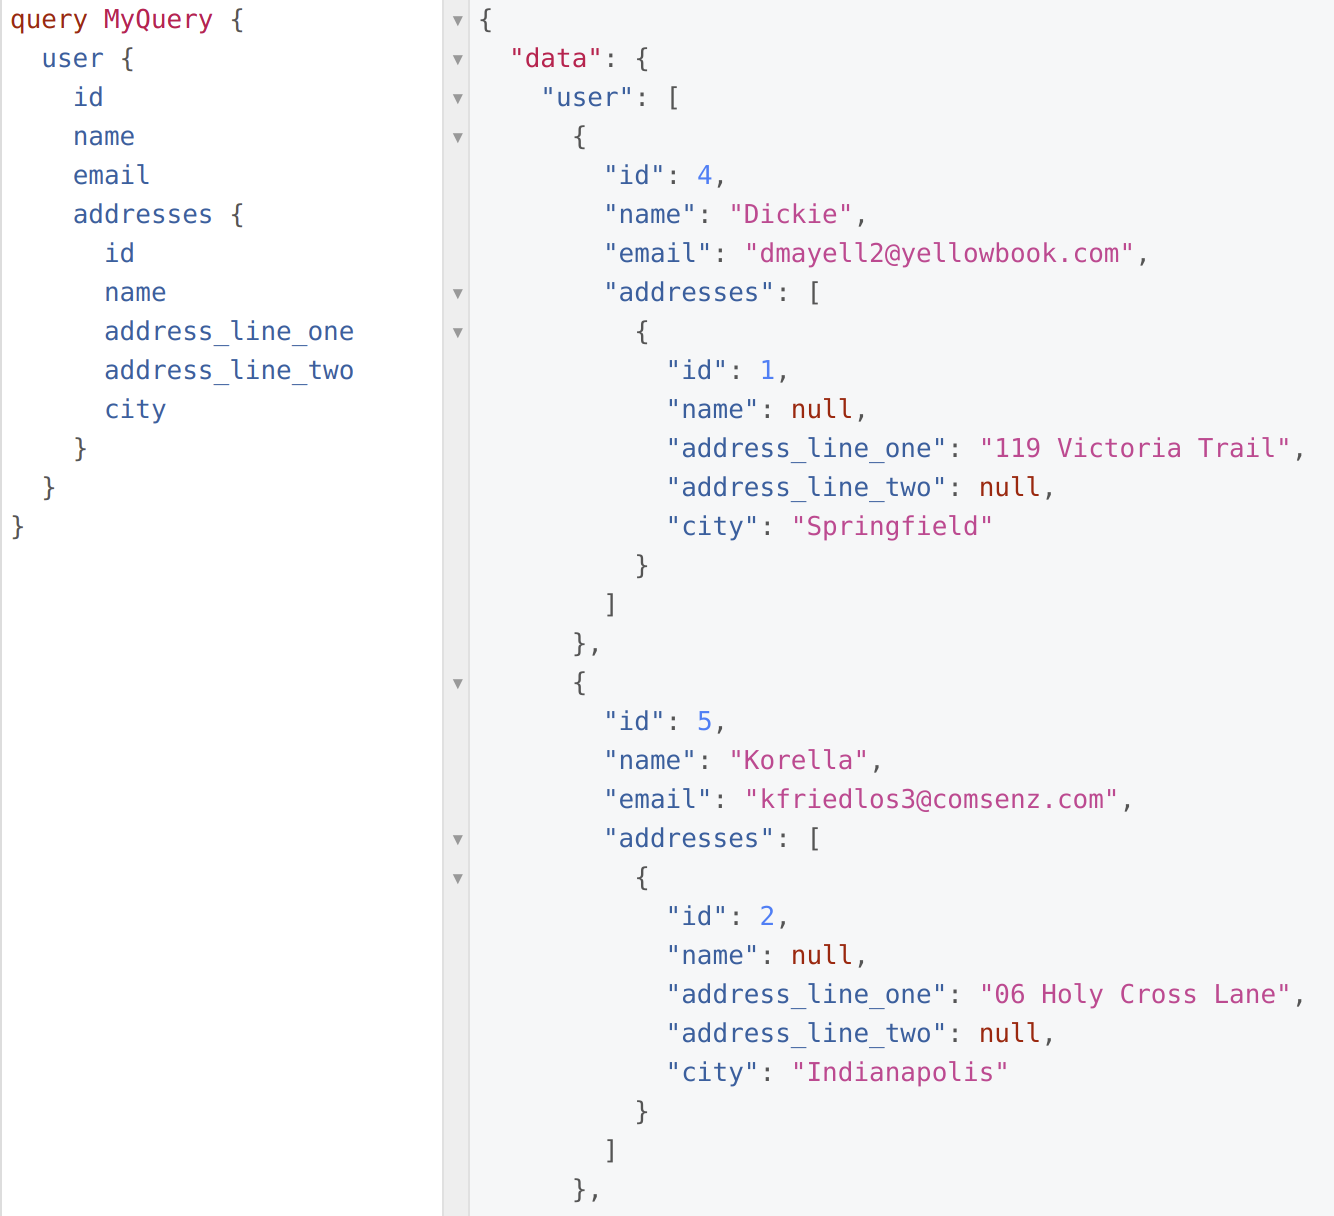 query MyQuery {
  user {
    id
    name
    email
    addresses {
      id
      name
      address_line_one
      address_line_two
      city
    }
  }
}
{
  "data": {
    "user": [
      {
        "id": 4,
        "name": "Dickie",
        "email": "dmayell2@yellowbook.com",
        "addresses": [
          {
            "id": 1,
            "name": null,
            "address_line_one": "119 Victoria Trail",
            "address_line_two": null,
            "city": "Springfield"
          }
        ]
      },
      {
        "id": 5,
        "name": "Korella",
        "email": "kfriedlos3@comsenz.com",
        "addresses": [
          {
            "id": 2,
            "name": null,
            "address_line_one": "06 Holy Cross Lane",
            "address_line_two": null,
            "city": "Indianapolis"
          }
        ]
      },